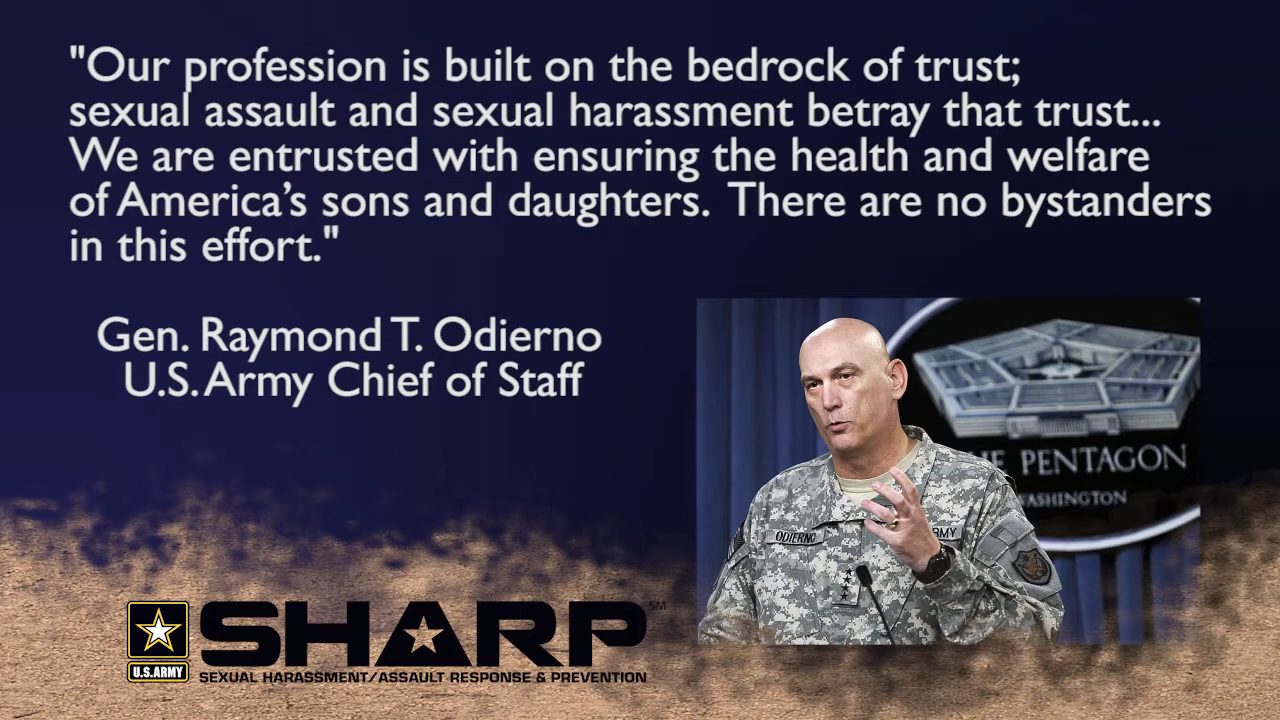 "Our profession is built on the bedrock of trust;
sexual assault and sexual harassment betray that trust...
We are entrusted with ensuring the health and welfare
of America’s sons and daughters.  There are no bystanders
in this effort."
Gen. Raymond T. Odierno
U.S. Army Chief of Staff
PENTAGON
WASHINGTON
ODIERNO
RMY
SHARP SM
U.S.ARMY
SEXUAL HARASSMENT/ASSAULT RESPONSE & PREVENTION